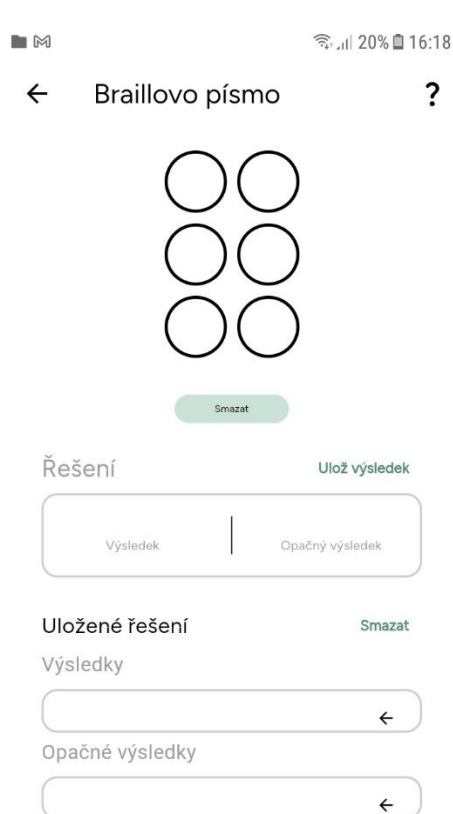 20% 16:18
Braillovo písmo ?
Smazat
Řešení Ulož výsledek
Výsledek Opačný výsledek
Uložené řešení Smazat
Výsledky
Opačné výsledky